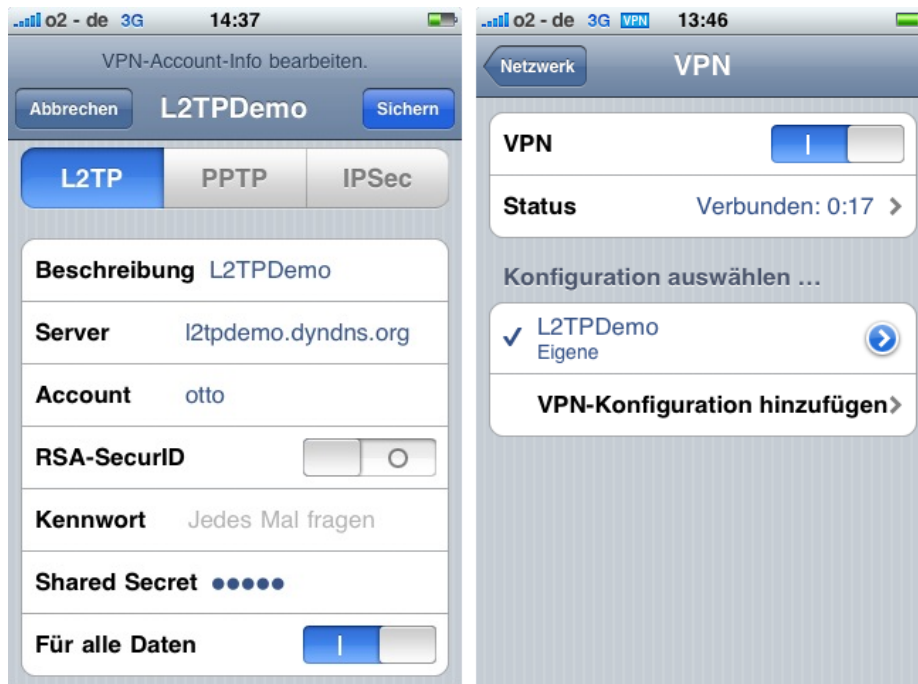 o2 - de 3G 14:37
VPN-Account-Info bearbeiten.
Abbrechen L2TPDemo Sichern
L2TP PPTP IPSec
Beschreibung L2TPDemo
Server l2tpdemo.dyndns.org
Account otto
RSA-SecurID
Kennwort Jedes Mal fragen
Shared Secret ●●●●●
Für alle Daten
o2 - de 3G VPN 13:46
Netzwerk VPN
VPN
Status Verbunden: 0:17
Konfiguration auswählen ...
L2TPDemo
Eigene
VPN-Konfiguration hinzufügen